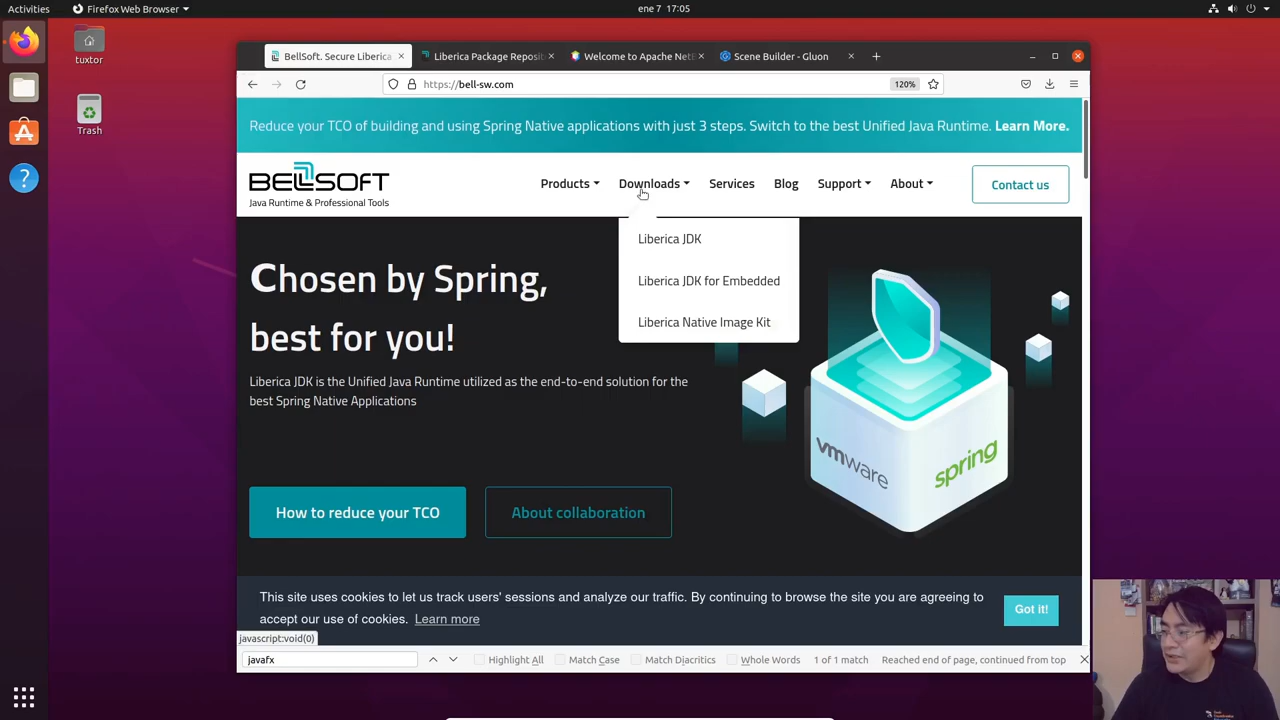 Activities
Firefox Web Browser
ene 7 17:05
tuxtor
Trash
BellSoft. Secure Liberica
Liberica Package Reposit
Welcome to Apache NetB
Scene Builder - Gluon
https://bell-sw.com
120%
Reduce your TCO of building and using Spring Native applications with just 3 steps. Switch to the best Unified Java Runtime. Learn More.
BELLSOFT
Java Runtime & Professional Tools
Products
Downloads
Services
Blog
Support
About
Contact us
Liberica JDK
Liberica JDK for Embedded
Liberica Native Image Kit
Chosen by Spring,
best for you!
Liberica JDK is the Unified Java Runtime utilized as the end-to-end solution for the
best Spring Native Applications
vmware
spring
How to reduce your TCO
About collaboration
This site uses cookies to let us track users' sessions and analyze our traffic. By continuing to browse the site you are agreeing to
accept our use of cookies. Learn more
Got it!
javascript:void(0)
javafx
Highlight All
Match Case
Match Diacritics
Whole Words
1 of 1 match
Reached end of page, continued from top